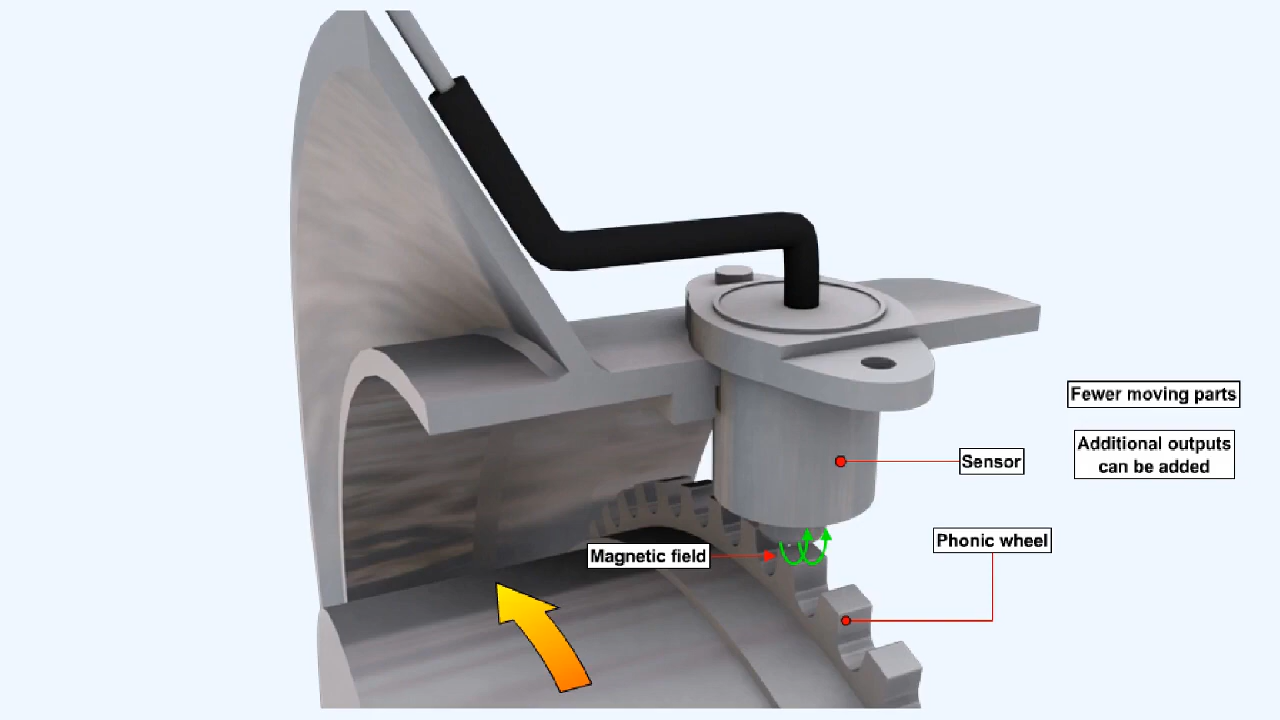 Fewer moving parts
Additional outputs
can be added
Sensor
Phonic wheel
Magnetic field